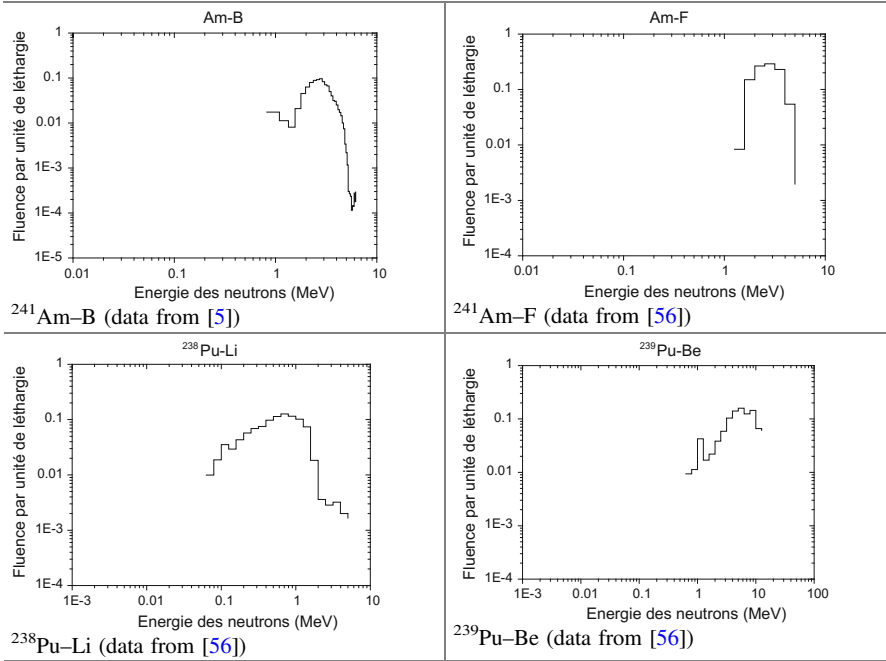 Am-B
1
0.1
0.01
1E-3
1E-4
1E-5
0.01
0.1
1
10
Fluence par unité de léthargie
Energie des neutrons (MeV)
²⁴¹Am–B (data from [5])
Am-F
1
0.1
0.01
1E-3
1E-4
0.01
0.1
1
10
Fluence par unité de léthargie
Energie des neutrons (MeV)
²⁴¹Am–F (data from [56])
²³⁸Pu-Li
1
0.1
0.01
1E-3
1E-4
1E-3
0.01
0.1
1
10
Fluence par unité de léthargie
Energie des neutrons (MeV)
²³⁸Pu–Li (data from [56])
²³⁹Pu-Be
1
0.1
0.01
1E-3
1E-4
1E-3
0.01
0.1
1
10
100
Fluence par unité de léthargie
Energie des neutrons (MeV)
²³⁹Pu–Be (data from [56])